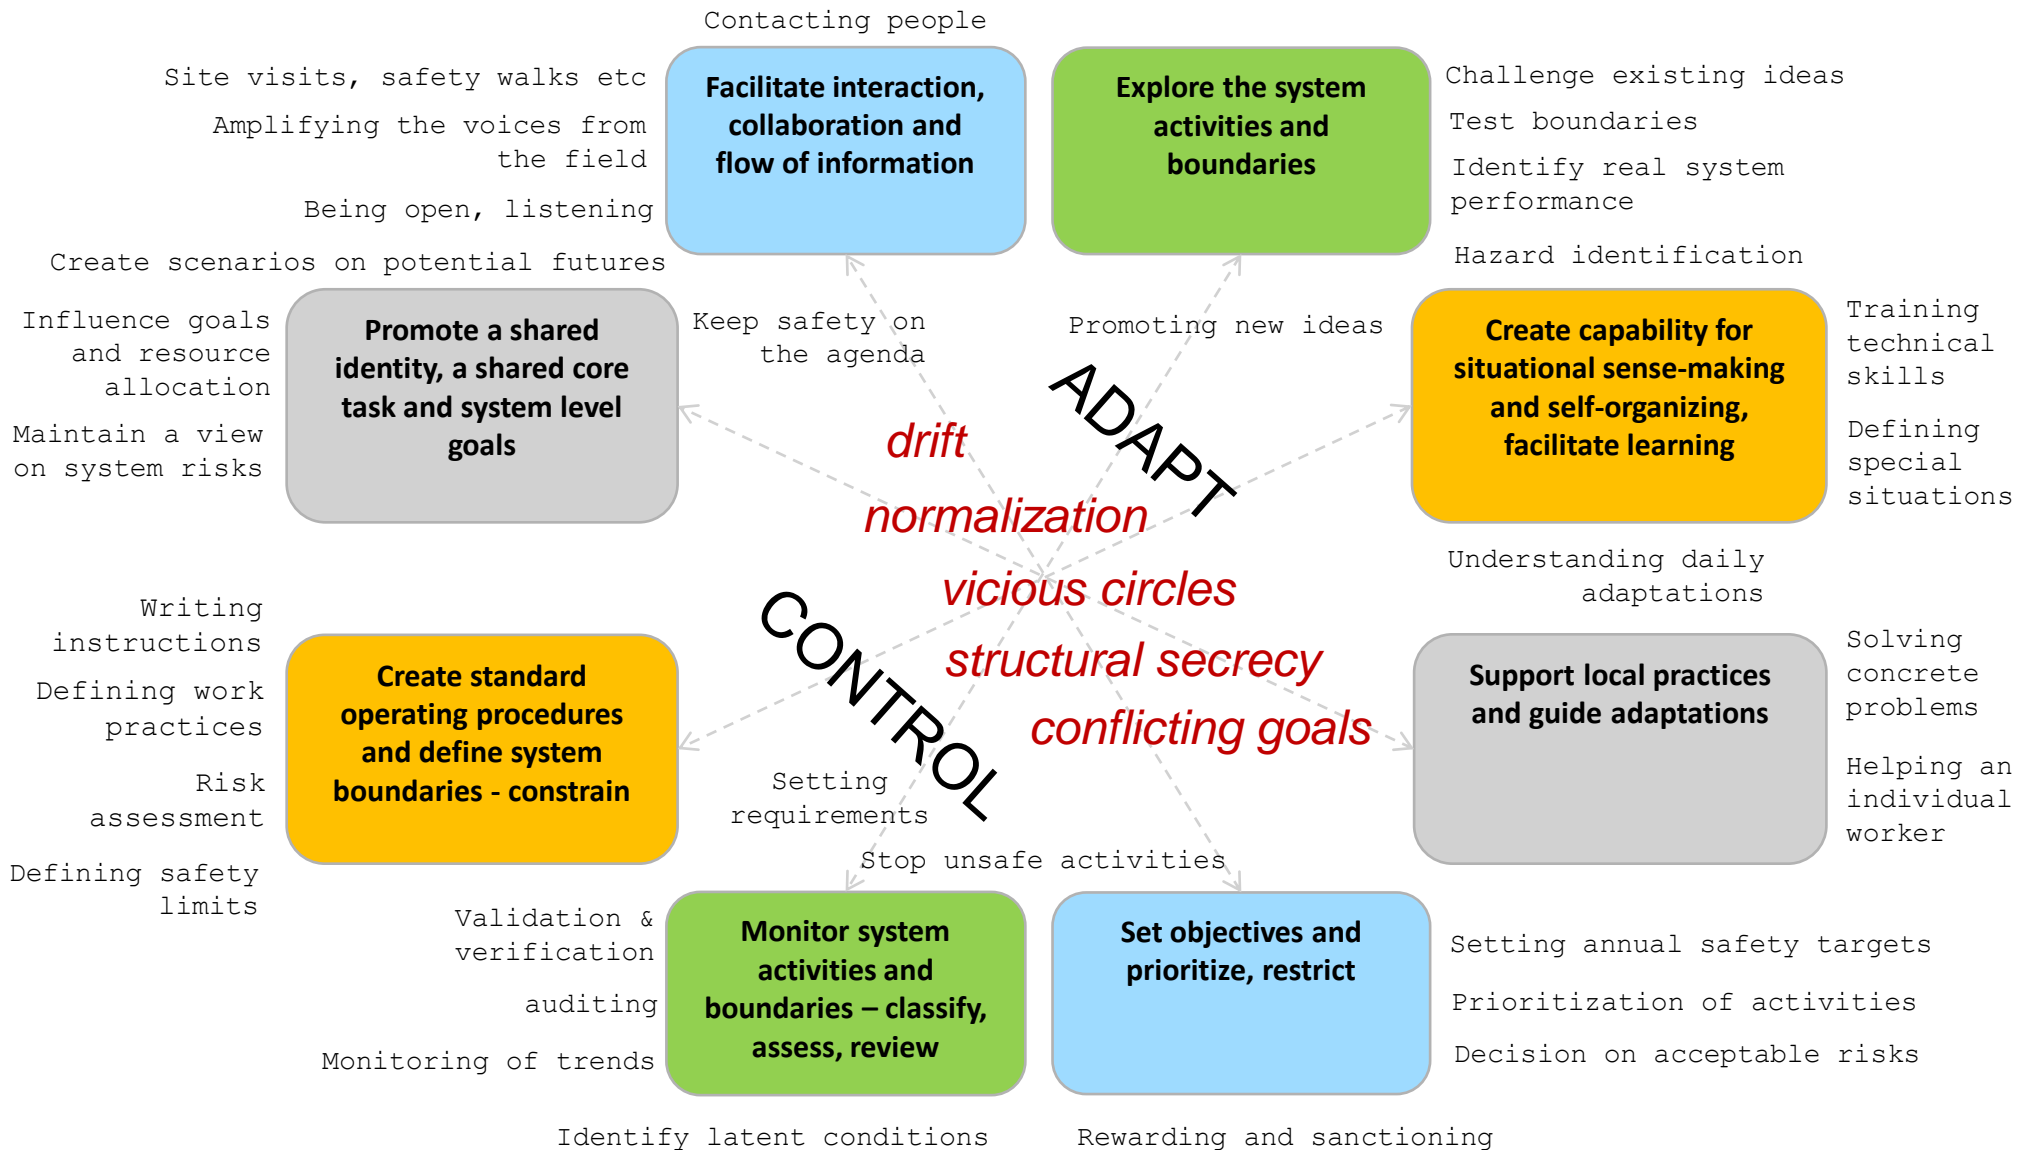 Contacting people
Site visits, safety walks etc
Amplifying the voices from
the field
Being open, listening
Facilitate interaction,
collaboration and
flow of information
Explore the system
activities and
boundaries
Challenge existing ideas
Test boundaries
Identify real system
performance
Hazard identification
Create scenarios on potential futures
Influence goals
and resource
allocation
Maintain a view
on system risks
Promote a shared
identity, a shared core
task and system level
goals
Keep safety on
the agenda
Promoting new ideas
Create capability for
situational sense-making
and self-organizing,
facilitate learning
Training
technical
skills
Defining
special
situations
ADAPT
drift
normalization
vicious circles
structural secrecy
conflicting goals
CONTROL
Understanding daily
adaptations
Writing
instructions
Defining work
practices
Risk
assessment
Defining safety
limits
Create standard
operating procedures
and define system
boundaries - constrain
Setting
requirements
Support local practices
and guide adaptations
Solving
concrete
problems
Helping an
individual
worker
Stop unsafe activities
Validation &
verification
auditing
Monitoring of trends
Monitor system
activities and
boundaries – classify,
assess, review
Set objectives and
prioritize, restrict
Setting annual safety targets
Prioritization of activities
Decision on acceptable risks
Identify latent conditions
Rewarding and sanctioning